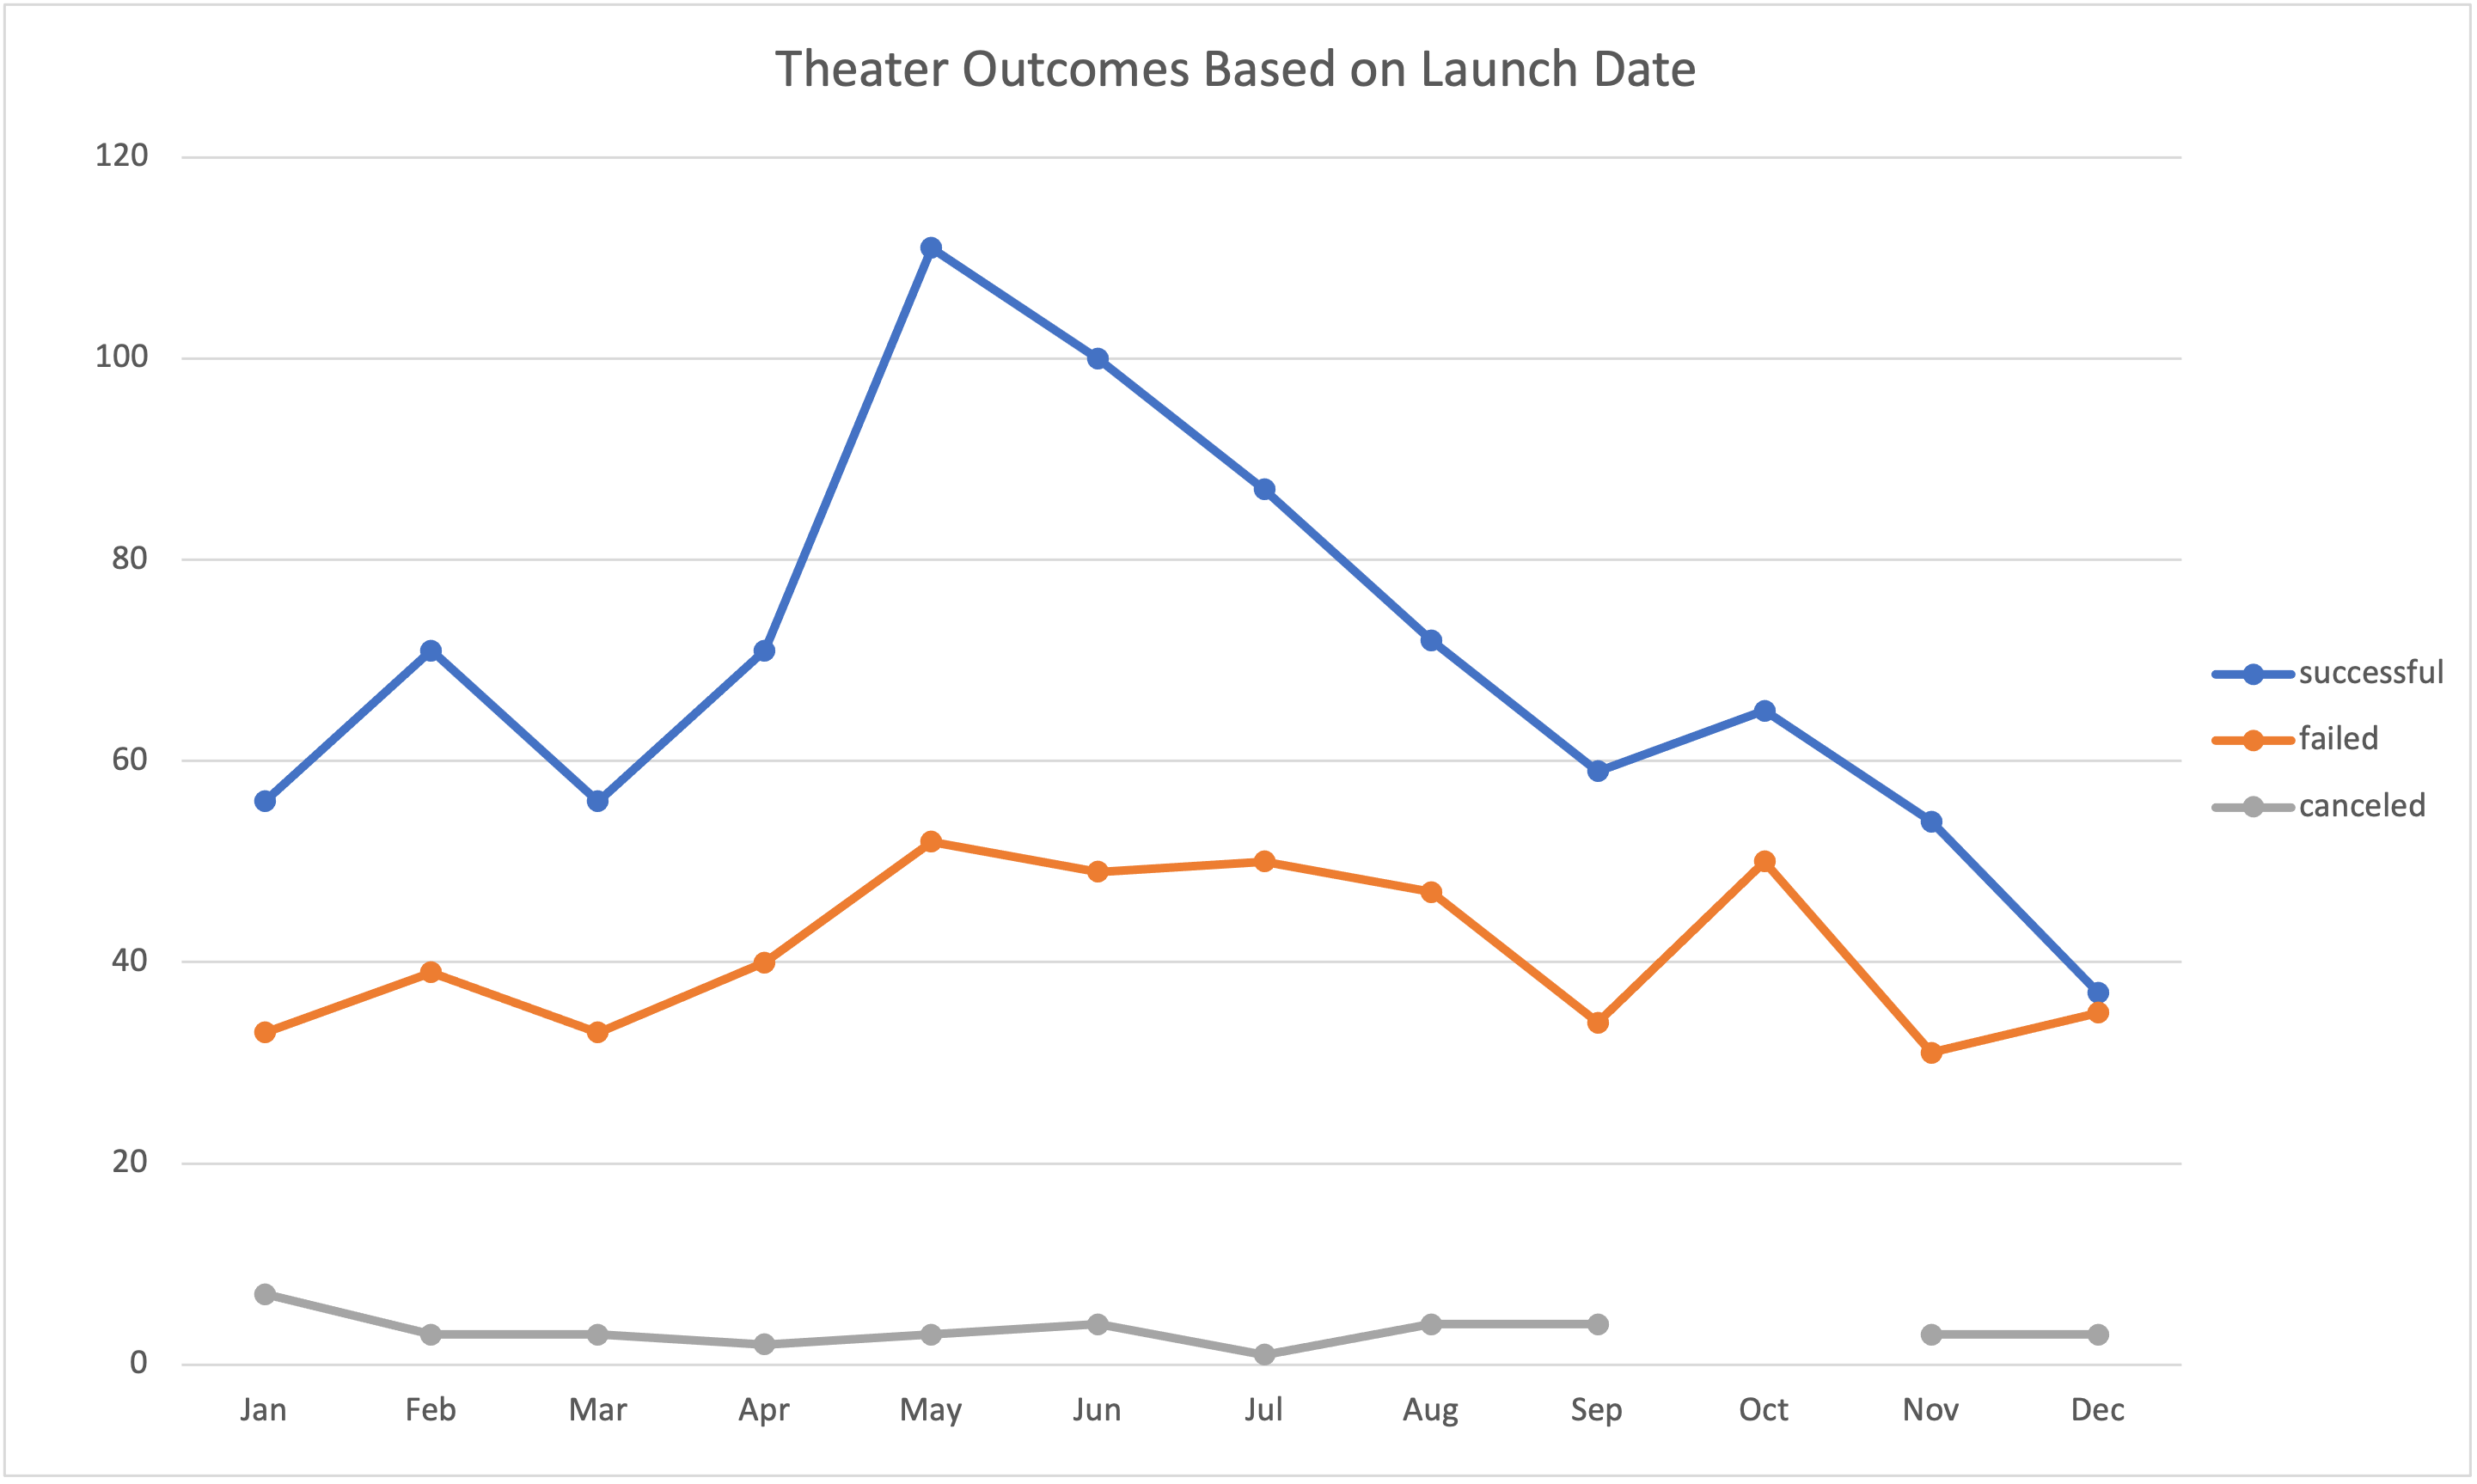 Theater Outcomes Based on Launch Date
120
100
80
60
40
20
0
Jan Feb Mar Apr May Jun Jul Aug Sep Oct Nov Dec
successful
failed
canceled